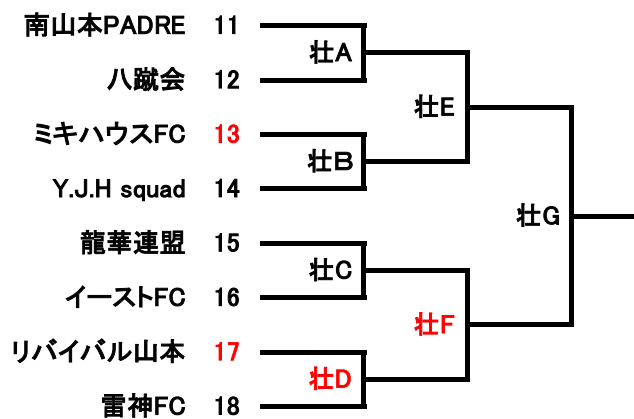 南山本PADRE 11
壮A
八蹴会 12
壮E
ミキハウスFC 13
壮B
Y.J.H squad 14
壮G
龍華連盟 15
壮C
イーストFC 16
壮F
リバイバル山本 17
壮D
雷神FC 18